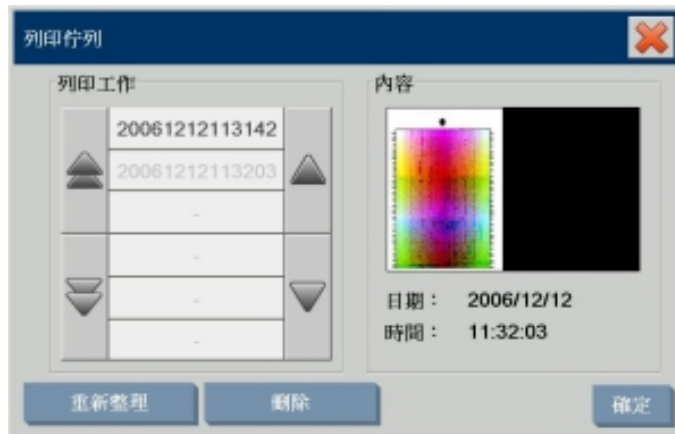 列印佇列
列印工作
20061212113142
20061212113203
-
-
-
-
內容
日期： 2006/12/12
時間： 11:32:03
重新整理
刪除
確定